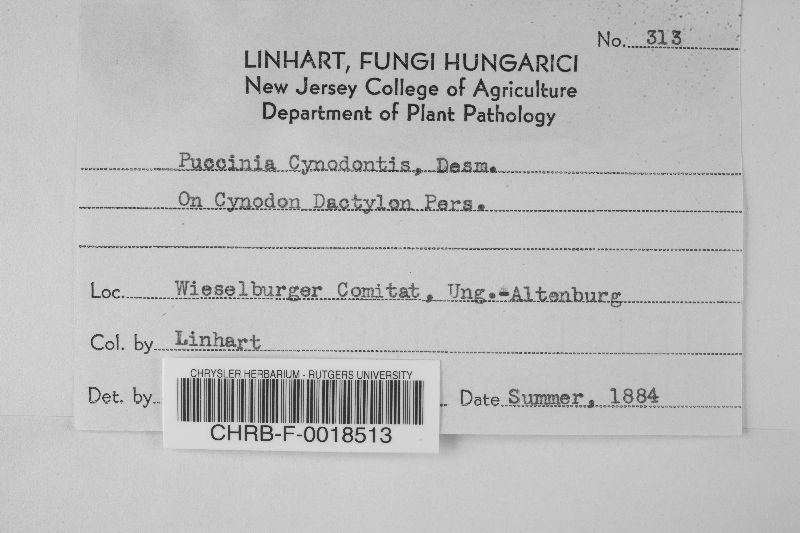 No. 313
LINHART, FUNGI HUNGARICI
New Jersey College of Agriculture
Department of Plant Pathology
Puccinia Cynodontis, Desm.
On Cynodon Dactylon Pers.
Loc. Wieselburger Comitat, Ung.-Altenburg
Col. by Linhart
Det. by
Date Summer, 1884
CHRYSLER HERBARIUM - RUTGERS UNIVERSITY
CHRB-F-0018513